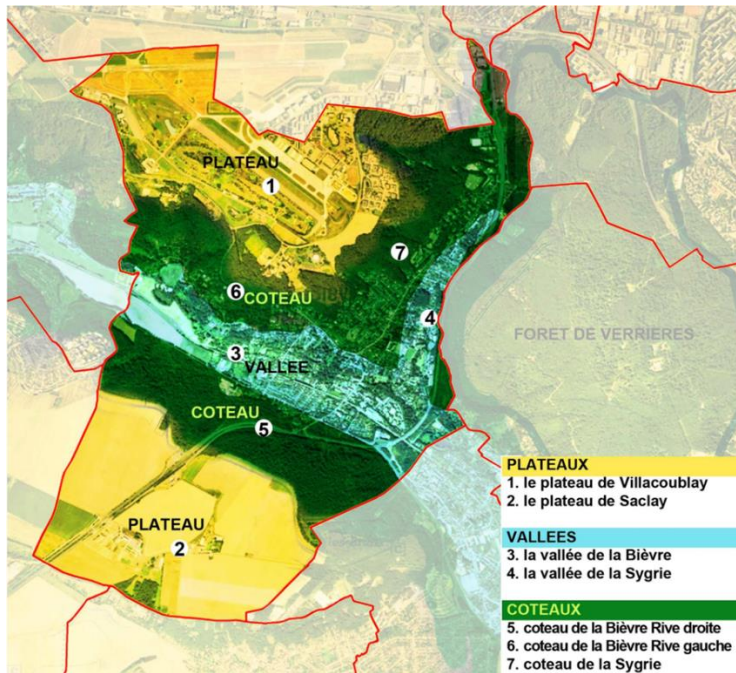 PLATEAU
1
7
6
COTEAU
4
FORET DE VERRIERES
3
VALLEE
COTEAU
5
PLATEAU
2
PLATEAUX
1. le plateau de Villacoublay
2. le plateau de Saclay
VALLEES
3. la vallée de la Bièvre
4. la vallée de la Sygrie
COTEAUX
5. coteau de la Bièvre Rive droite
6. coteau de la Bièvre Rive gauche
7. coteau de la Sygrie